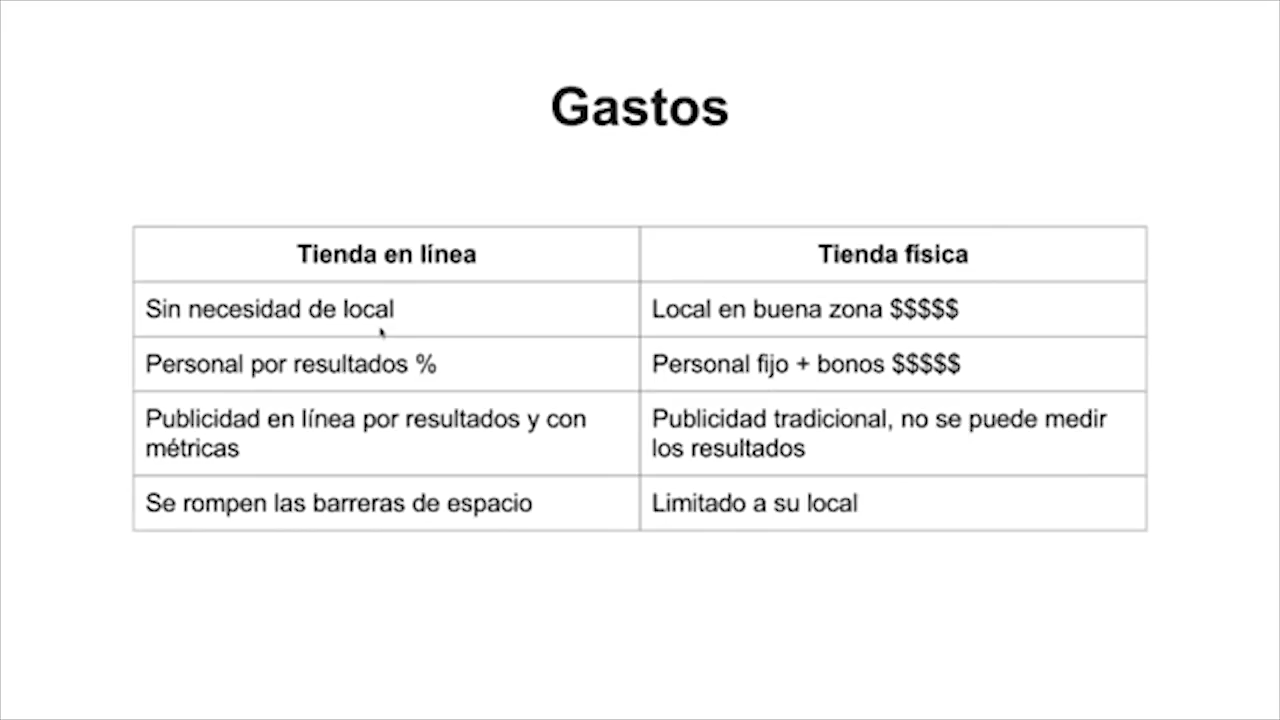 Gastos
Tienda en línea
Tienda física
Sin necesidad de local
Local en buena zona $$$$$
Personal por resultados %
Personal fijo + bonos $$$$$
Publicidad en línea por resultados y con
métricas
Publicidad tradicional, no se puede medir
los resultados
Se rompen las barreras de espacio
Limitado a su local